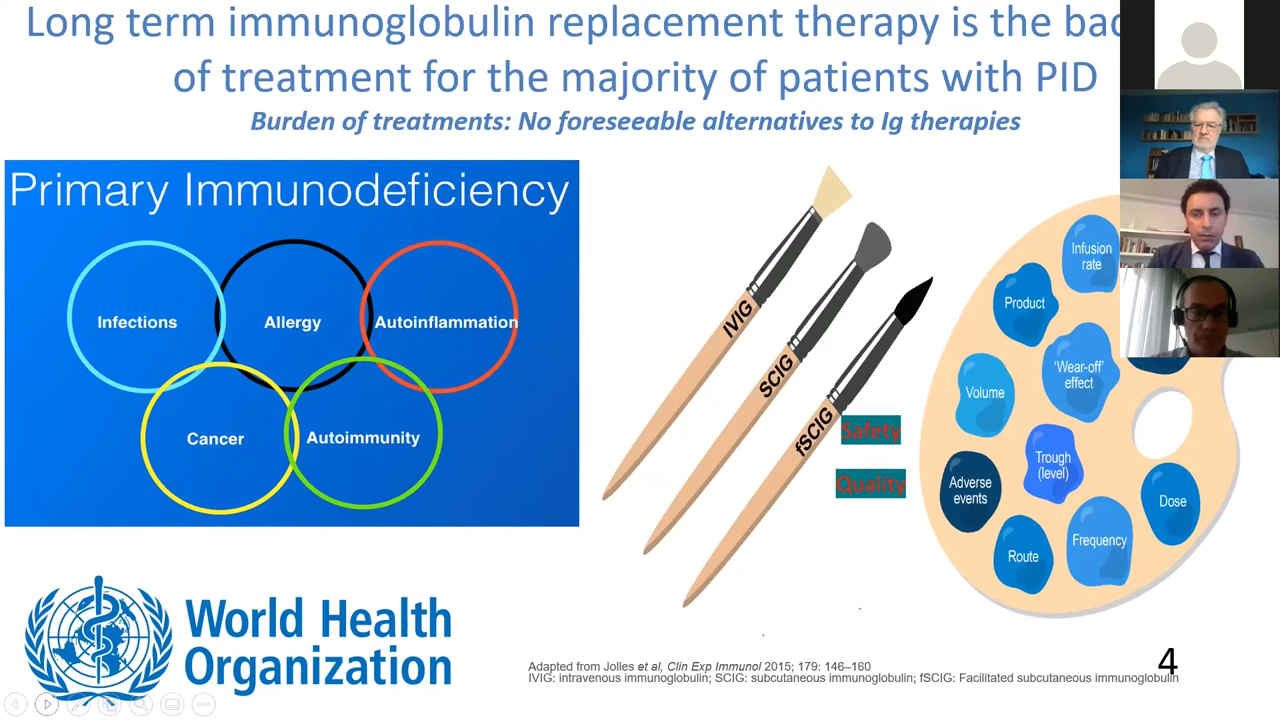 Long term immunoglobulin replacement therapy is the
of treatment for the majority of patients with PID
Burden of treatments: No foreseeable alternatives to Ig therapies
Primary Immunodeficiency
Infections
Allergy
Autoinflammation
Cancer
Autoimmunity
IVIG
SCIG
fSCIG
Safety
Quality
Infusion
rate
Product
'Wear-off'
effect
Volume
Trough
(level)
Adverse
events
Dose
Frequency
Route
World Health
Organization
Adapted from Jolles et al, Clin Exp Immunol 2015; 179: 146–160
IVIG: intravenous immunoglobulin; SCIG: subcutaneous immunoglobulin; fSCIG: Facilitated subcutaneous immunoglobulin
4